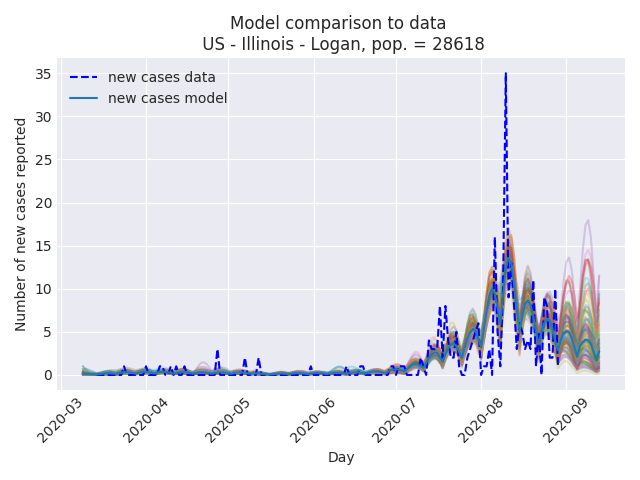 Model comparison to data
US - Illinois - Logan, pop. = 28618
new cases data
new cases model
Number of new cases reported
35
30
25
20
15
10
5
0
2020-03
2020-04
2020-05
2020-06
2020-07
2020-08
2020-09
Day